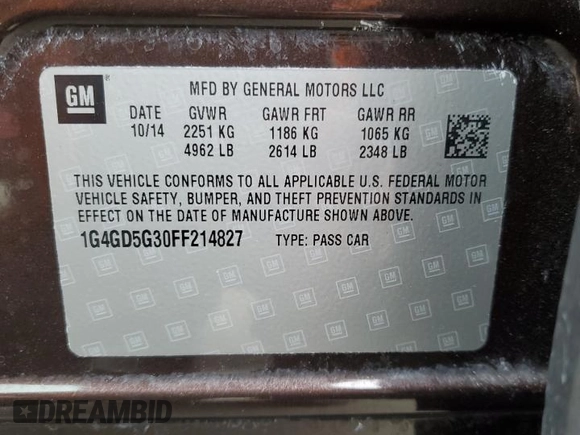 GM ®
MFD BY GENERAL MOTORS LLC
DATE GVWR GAWR FRT GAWR RR
10/14 2251 KG 1186 KG 1065 KG
4962 LB 2614 LB 2348 LB
THIS VEHICLE CONFORMS TO ALL APPLICABLE U.S. FEDERAL MOTOR
VEHICLE SAFETY, BUMPER, AND THEFT PREVENTION STANDARDS IN
EFFECT ON THE DATE OF MANUFACTURE SHOWN ABOVE.
1G4GD5G30FF214827 TYPE: PASS CAR
DREAMBID